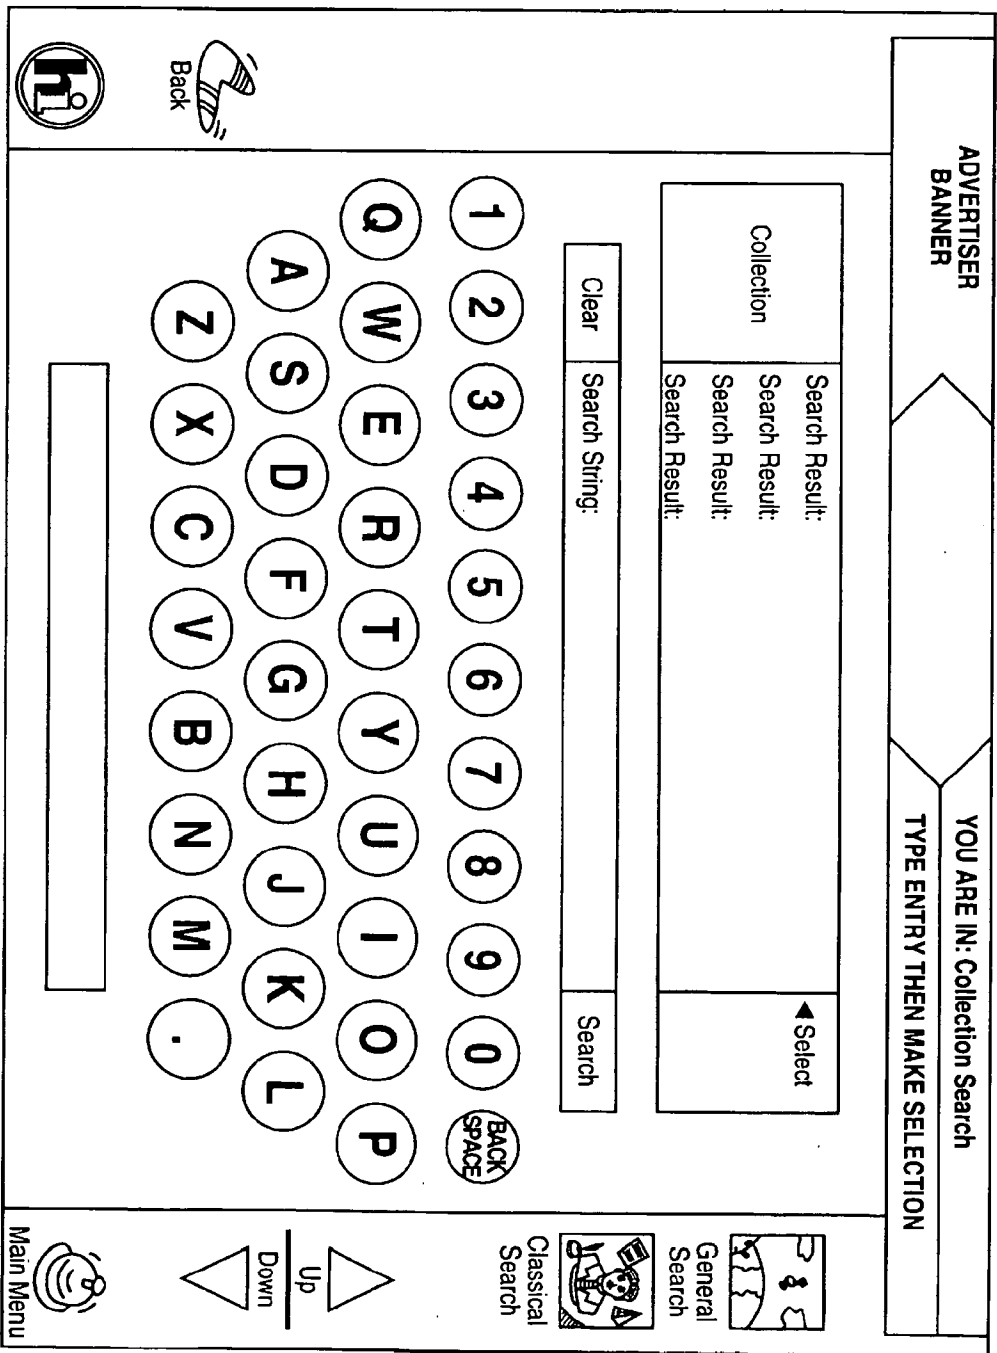 ADVERTISER
BANNER
YOU ARE IN: Collection Search
TYPE ENTRY THEN MAKE SELECTION
Collection
Search Result:
Search Result:
Search Result:
Search Result:
◀Select
Clear
Search String:
Search
1 2 3 4 5 6 7 8 9 0 BACK
SPACE
Q W E R T Y U I O P
A S D F G H J K L
Z X C V B N M .
General
Search
Classical
Search
Up
Down
Main Menu
Back
hi